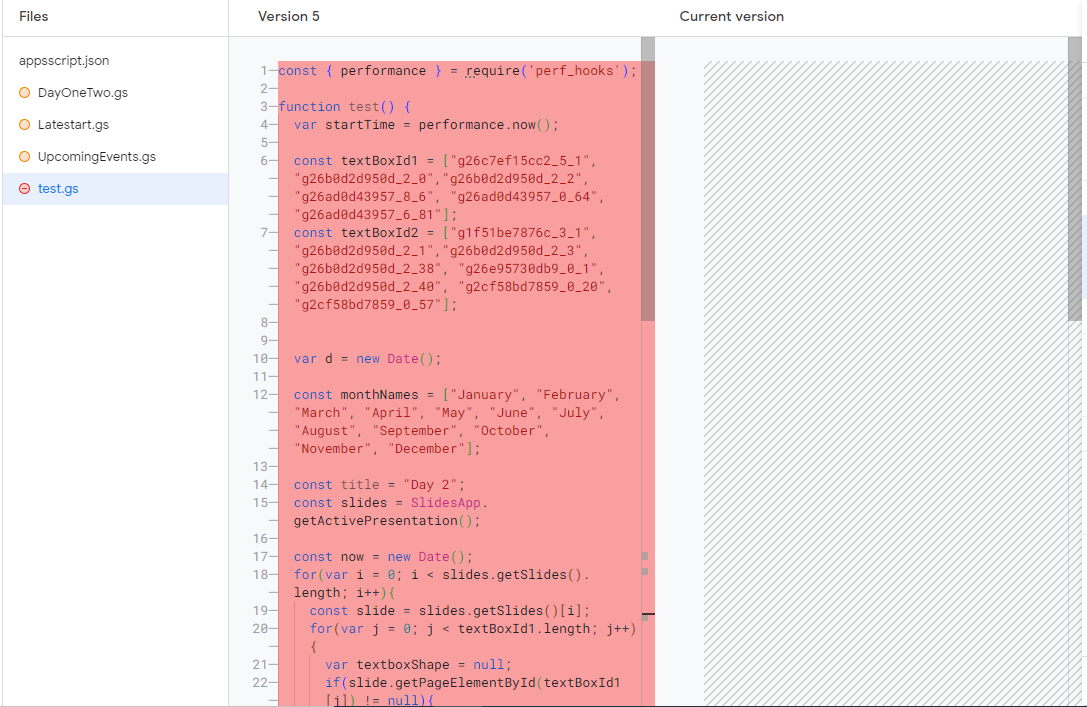 Files
Version 5
Current version
appsscript.json
DayOneTwo.gs
Latestart.gs
UpcomingEvents.gs
test.gs
1 const { performance } = require('perf_hooks');
2
3 function test() {
4 var startTime = performance.now();
5
6 const textBoxId1 = ["g26c7ef15cc2_5_1",
"g26b0d2d950d_2_0","g26b0d2d950d_2_2",
"g26ad0d43957_8_6", "g26ad0d43957_0_64",
"g26ad0d43957_6_81"];
7 const textBoxId2 = ["g1f51be7876c_3_1",
"g26b0d2d950d_2_1","g26b0d2d950d_2_3",
"g26b0d2d950d_2_38", "g26e95730db9_0_1",
"g26b0d2d950d_2_40", "g2cf58bd7859_0_20",
"g2cf58bd7859_0_57"];
8
9
10 var d = new Date();
11
12 const monthNames = ["January", "February",
"March", "April", "May", "June", "July",
"August", "September", "October",
"November", "December"];
13
14 const title = "Day 2";
15 const slides = SlidesApp.
getActivePresentation();
16
17 const now = new Date();
18 for(var i = 0; i < slides.getSlides().
length; i++){
19 const slide = slides.getSlides()[i];
20 for(var j = 0; j < textBoxId1.length; j++)
{
21 var textboxShape = null;
22 if(slide.getPageElementById(textBoxId1
[j]) != null){